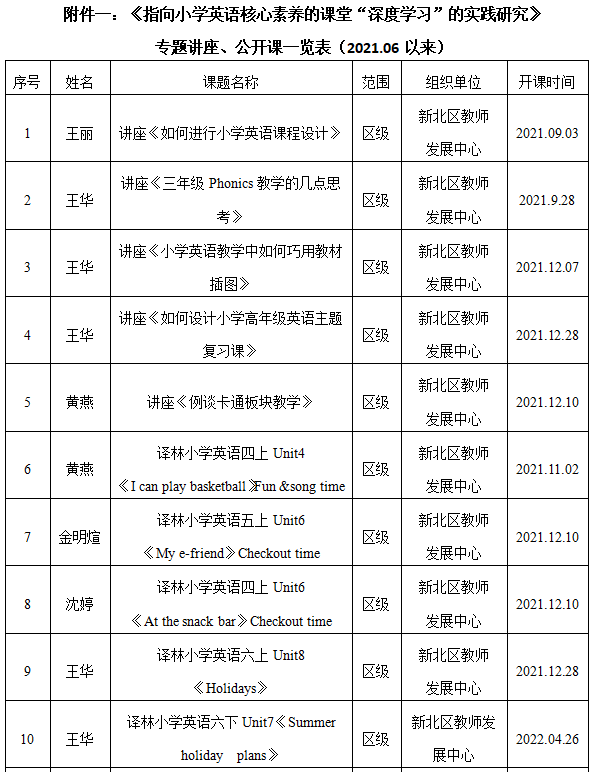 附件一：《指向小学英语核心素养的课堂“深度学习”的实践研究》
专题讲座、公开课一览表（2021.06 以来）
序号 姓名 课题名称 范围 组织单位 开课时间
1 王丽 讲座《如何进行小学英语课程设计》 区级 新北区教师
发展中心 2021.09.03
2 王华 讲座《三年级 Phonics 教学的几点思
考》 区级 新北区教师
发展中心 2021.9.28
3 王华 讲座《小学英语教学中如何巧用教材
插图》 区级 新北区教师
发展中心 2021.12.07
4 王华 讲座《如何设计小学高年级英语主题
复习课》 区级 新北区教师
发展中心 2021.12.28
5 黄燕 讲座《例谈卡通板块教学》 区级 新北区教师
发展中心 2021.12.10
6 黄燕 译林小学英语四上 Unit4
《I can play basketball》Fun &song time 区级 新北区教师
发展中心 2021.11.02
7 金明煊 译林小学英语五上 Unit6
《My e-friend》Checkout time 区级 新北区教师
发展中心 2021.12.10
8 沈婷 译林小学英语四上 Unit6
《At the snack bar》Checkout time 区级 新北区教师
发展中心 2021.12.10
9 王华 译林小学英语六上 Unit8
《Holidays》 区级 新北区教师
发展中心 2021.12.28
10 王华 译林小学英语六下 Unit7《Summer
holiday plans》 区级 新北区教师发
展中心 2022.04.26